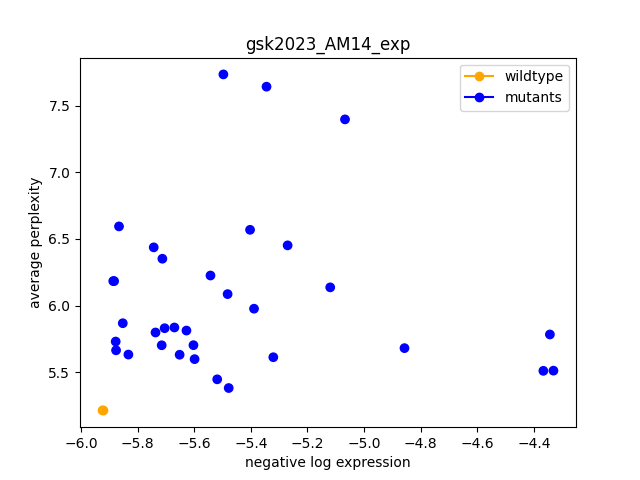 gsk2023_AM14_exp
wildtype
mutants
7.5
7.0
6.5
6.0
5.5
average perplexity
−6.0 −5.8 −5.6 −5.4 −5.2 −5.0 −4.8 −4.6 −4.4
negative log expression